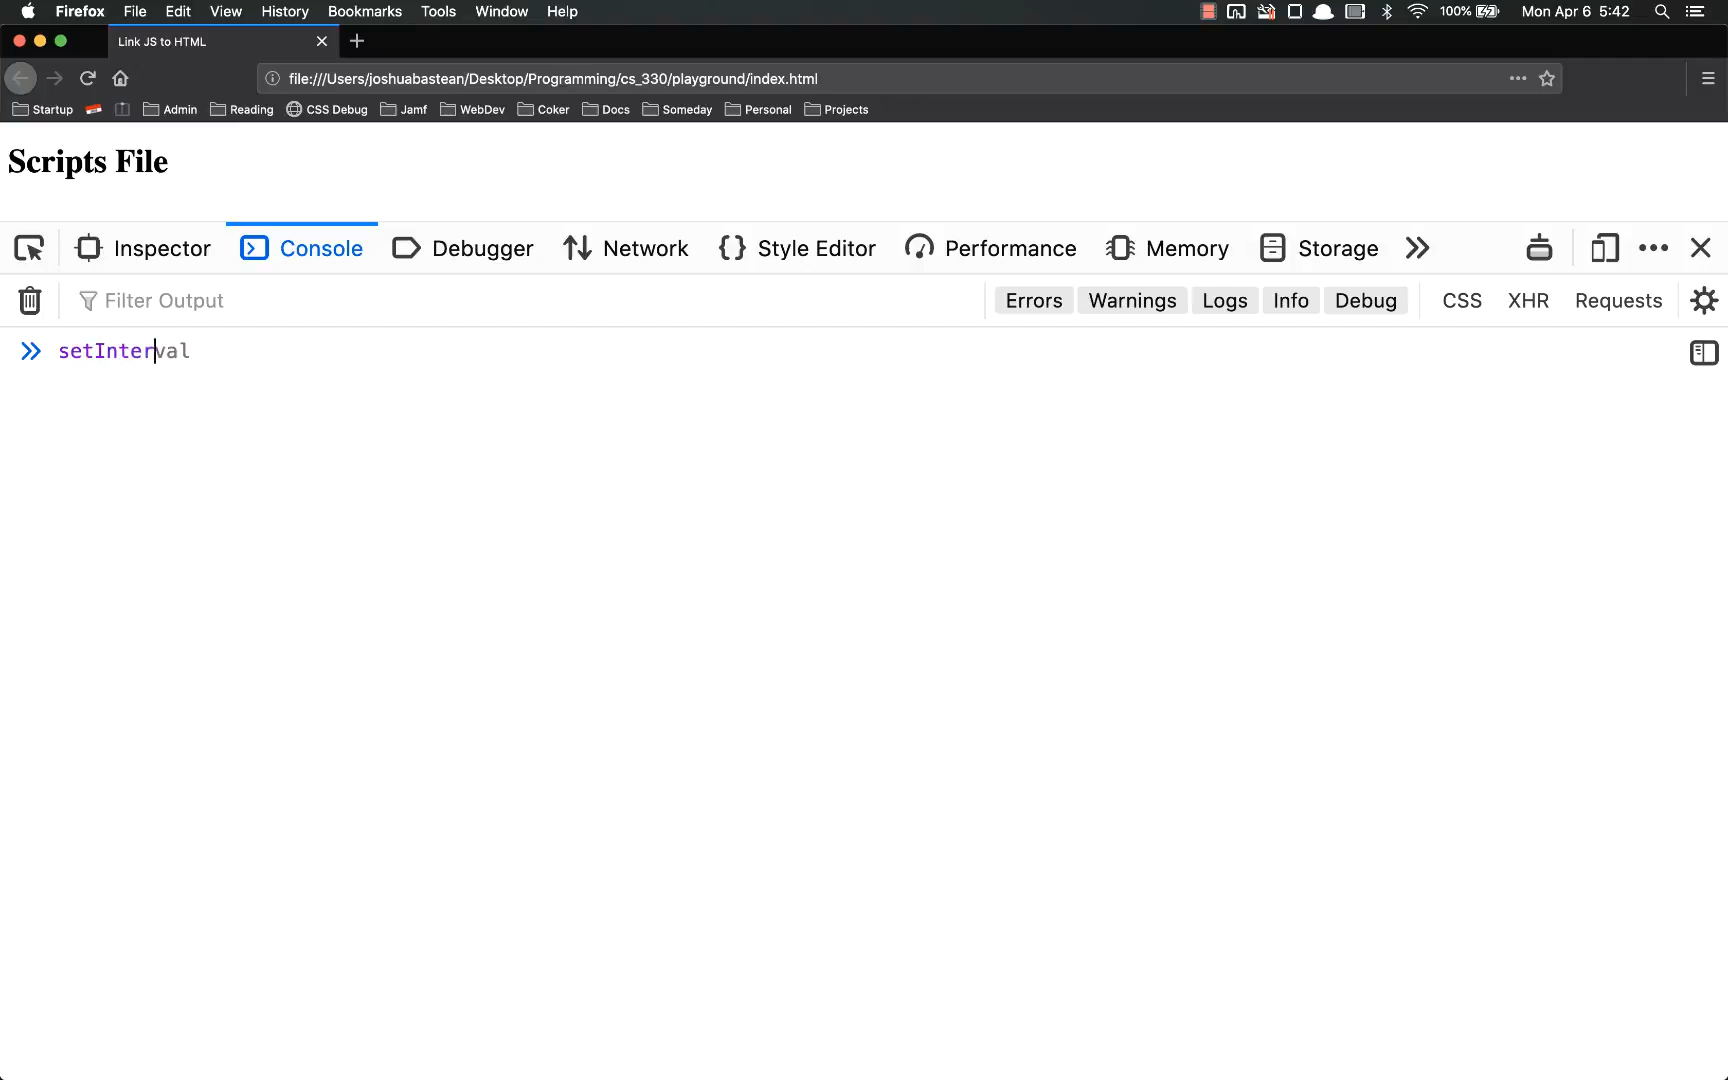 Firefox File Edit View History Bookmarks Tools Window Help 100% Mon Apr 6 5:42
Link JS to HTML
file:///Users/joshuabastean/Desktop/Programming/cs_330/playground/index.html
Startup Admin Reading CSS Debug Jamf WebDev Coker Docs Someday Personal Projects
Scripts File
Inspector Console Debugger Network Style Editor Performance Memory Storage
Filter Output Errors Warnings Logs Info Debug CSS XHR Requests
setInterval